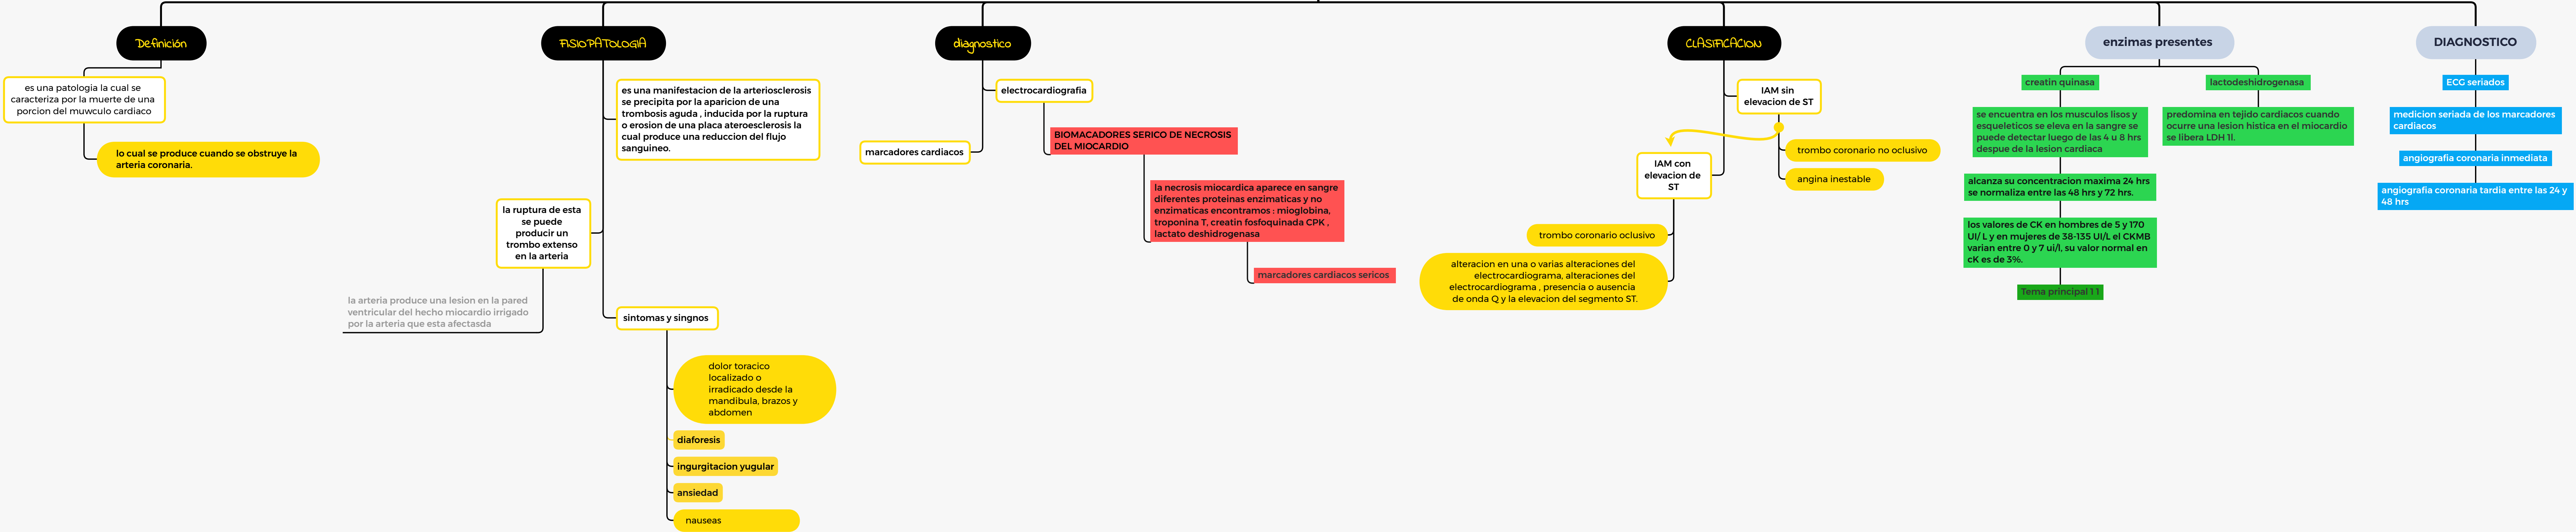 Definición
es una patologia la cual se
caracteriza por la muerte de una
porcion del muwculo cardiaco
lo cual se produce cuando se obstruye la
arteria coronaria.
FISIOPATOLOGIA
es una manifestacion de la arteriosclerosis
se precipita por la aparicion de una
trombosis aguda , inducida por la ruptura
o erosion de una placa ateroesclerosis la
cual produce una reduccion del flujo
sanguineo.
la ruptura de esta
se puede
producir un
trombo extenso
en la arteria
la arteria produce una lesion en la pared
ventricular del hecho miocardio irrigado
por la arteria que esta afectasda
sintomas y singnos
dolor toracico
localizado o
irradicado desde la
mandibula, brazos y
abdomen
diaforesis
ingurgitacion yugular
ansiedad
nauseas
diagnostico
electrocardiografia
BIOMACADORES SERICO DE NECROSIS
DEL MIOCARDIO
marcadores cardiacos
la necrosis miocardica aparece en sangre
diferentes proteinas enzimaticas y no
enzimaticas encontramos : mioglobina,
troponina T, creatin fosfoquinada CPK ,
lactato deshidrogenasa
marcadores cardiacos sericos
CLASIFICACION
IAM sin
elevacion de ST
trombo coronario no oclusivo
angina inestable
IAM con
elevacion de
ST
trombo coronario oclusivo
alteracion en una o varias alteraciones del
electrocardiograma, alteraciones del
electrocardiograma , presencia o ausencia
de onda Q y la elevacion del segmento ST.
enzimas presentes
creatin quinasa
se encuentra en los musculos lisos y
esqueleticos se eleva en la sangre se
puede detectar luego de las 4 u 8 hrs
despue de la lesion cardiaca
alcanza su concentracion maxima 24 hrs
se normaliza entre las 48 hrs y 72 hrs.
los valores de CK en hombres de 5 y 170
UI/ L y en mujeres de 38-135 UI/L el CKMB
varian entre 0 y 7 ui/l, su valor normal en
cK es de 3%.
Tema principal 1 1
lactodeshidrogenasa
predomina en tejido cardiacos cuando
ocurre una lesion histica en el miocardio
se libera LDH 1I.
DIAGNOSTICO
ECG seriados
medicion seriada de los marcadores
cardiacos
angiografia coronaria inmediata
angiografia coronaria tardia entre las 24 y
48 hrs